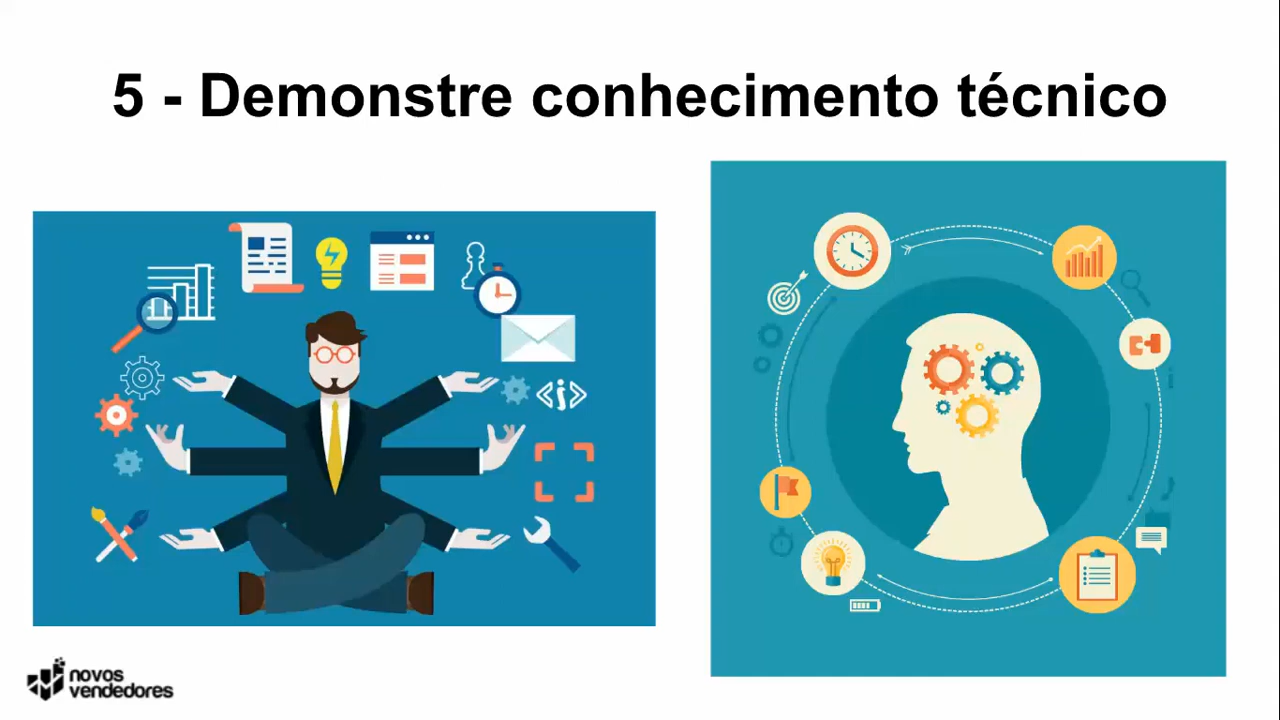 5 - Demonstre conhecimento técnico
<i>
novos
vendedores